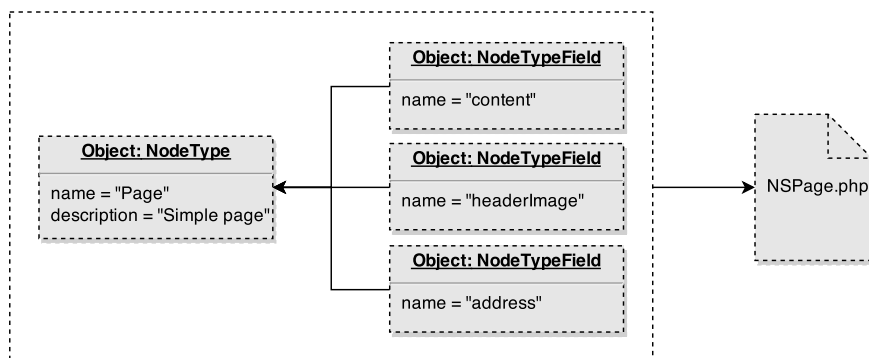 Object: NodeType
name = "Page"
description = "Simple page"
Object: NodeTypeField
name = "content"
Object: NodeTypeField
name = "headerImage"
Object: NodeTypeField
name = "address"
NSPage.php